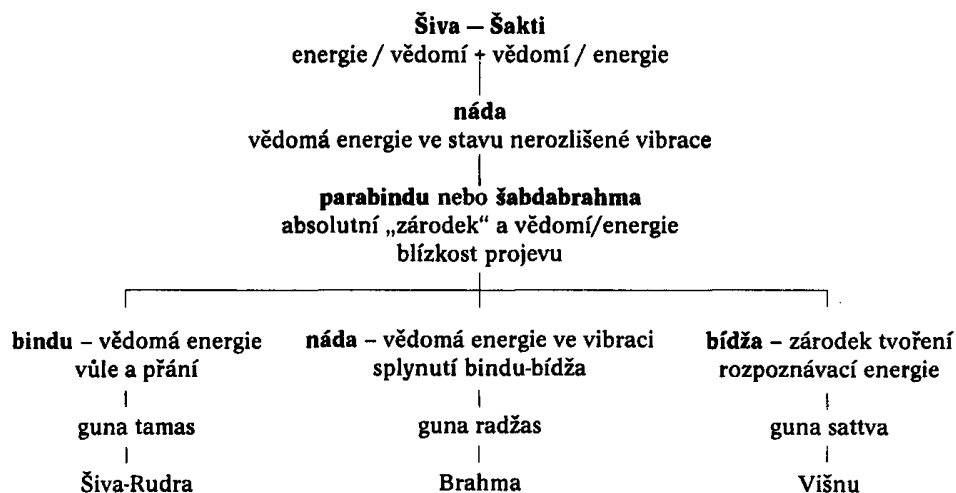 Šiva – Šakti
energie / vědomí + vědomí / energie
náda
vědomá energie ve stavu nerozlišené vibrace
parabindu nebo šabdabrahma
absolutní „zárodek“ a vědomí/energie
blízkost projevu
bindu – vědomá energie
vůle a přání
guna tamas
Šiva-Rudra
náda – vědomá energie ve vibraci
splynutí bindu-bídža
guna radžas
Brahma
bídža – zárodek tvoření
rozpoznávací energie
guna sattva
Višnu